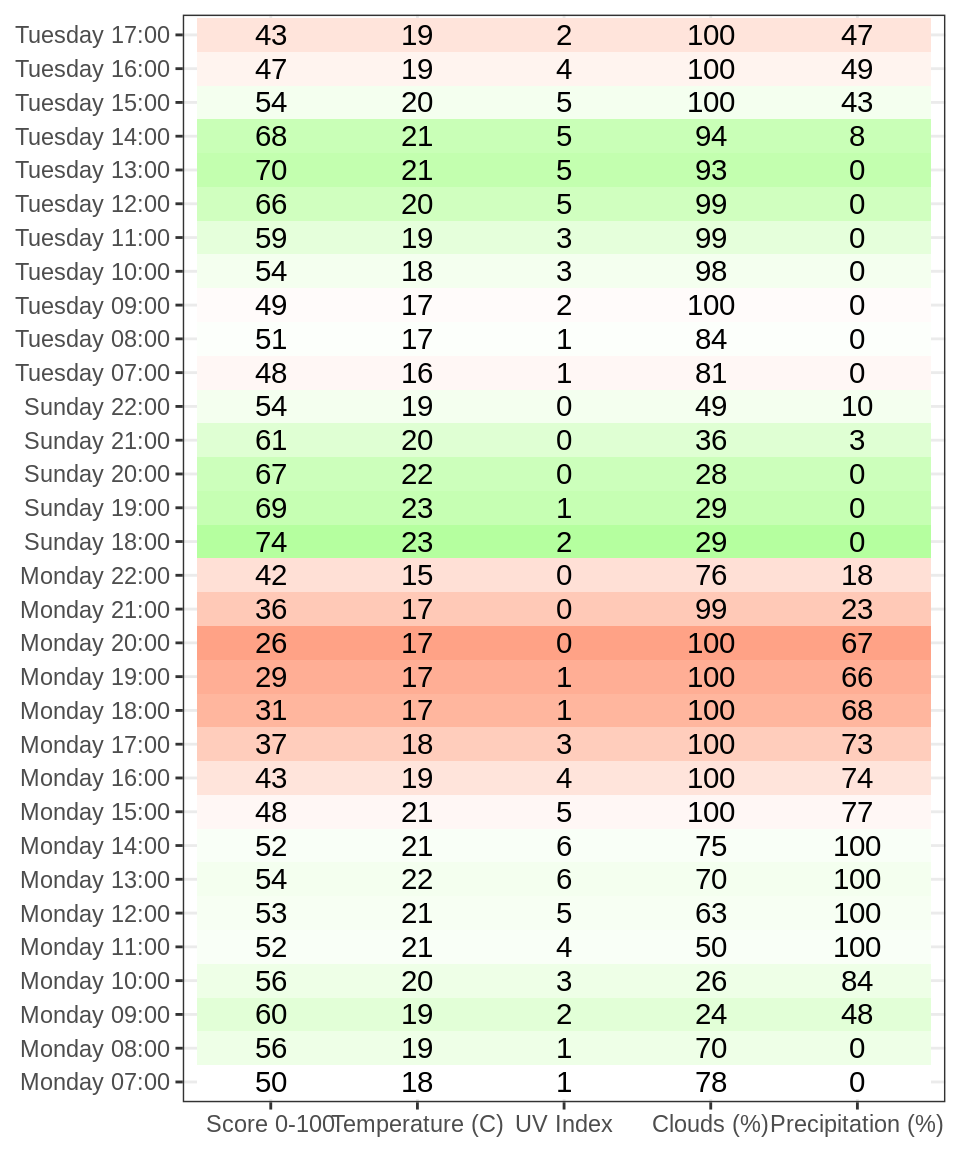 Tuesday 17:00 43 19 2 100 47
Tuesday 16:00 47 19 4 100 49
Tuesday 15:00 54 20 5 100 43
Tuesday 14:00 68 21 5 94 8
Tuesday 13:00 70 21 5 93 0
Tuesday 12:00 66 20 5 99 0
Tuesday 11:00 59 19 3 99 0
Tuesday 10:00 54 18 3 98 0
Tuesday 09:00 49 17 2 100 0
Tuesday 08:00 51 17 1 84 0
Tuesday 07:00 48 16 1 81 0
Sunday 22:00 54 19 0 49 10
Sunday 21:00 61 20 0 36 3
Sunday 20:00 67 22 0 28 0
Sunday 19:00 69 23 1 29 0
Sunday 18:00 74 23 2 29 0
Monday 22:00 42 15 0 76 18
Monday 21:00 36 17 0 99 23
Monday 20:00 26 17 0 100 67
Monday 19:00 29 17 1 100 66
Monday 18:00 31 17 1 100 68
Monday 17:00 37 18 3 100 73
Monday 16:00 43 19 4 100 74
Monday 15:00 48 21 5 100 77
Monday 14:00 52 21 6 75 100
Monday 13:00 54 22 6 70 100
Monday 12:00 53 21 5 63 100
Monday 11:00 52 21 4 50 100
Monday 10:00 56 20 3 26 84
Monday 09:00 60 19 2 24 48
Monday 08:00 56 19 1 70 0
Monday 07:00 50 18 1 78 0
Score 0-100 Temperature (C) UV Index Clouds (%) Precipitation (%)